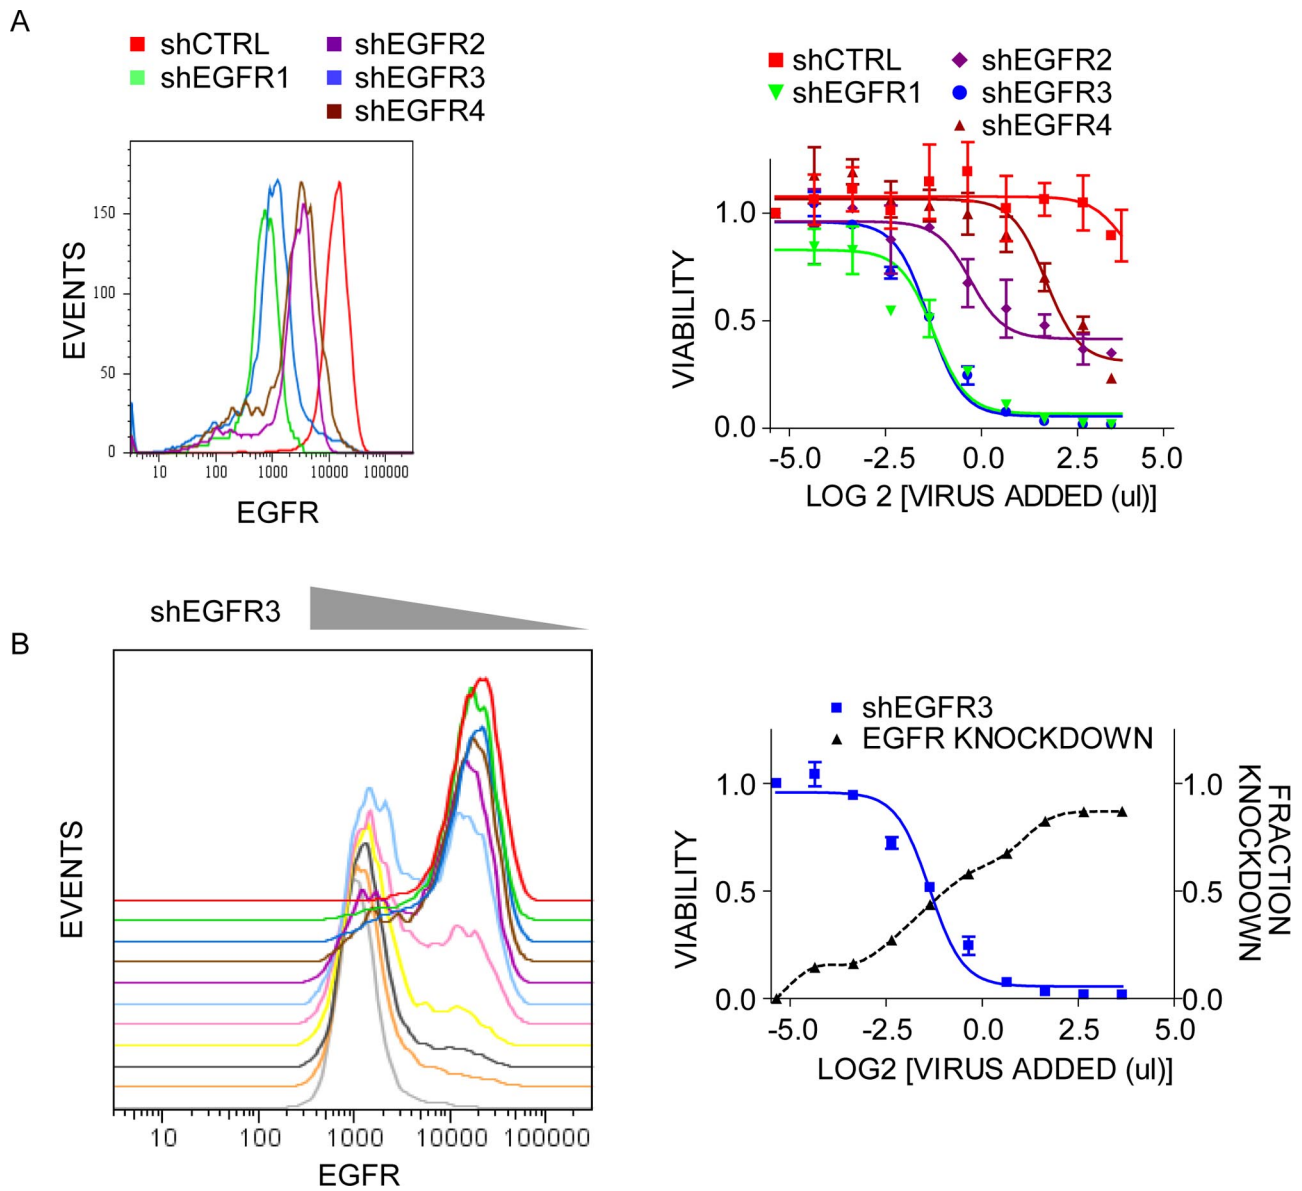 A
shCTRL
shEGFR2
shEGFR1
shEGFR3
shEGFR4
150
100
50
0
10 100 1000 10000 100000
EVENTS
EGFR
shCTRL
shEGFR2
shEGFR1
shEGFR3
shEGFR4
1.0
0.5
0.0
-5.0 -2.5 0.0 2.5 5.0
VIABILITY
LOG 2 [VIRUS ADDED (ul)]
B
shEGFR3
EVENTS
10 100 1000 10000 100000
EGFR
shEGFR3
EGFR KNOCKDOWN
1.0
0.5
0.0
VIABILITY
1.0
0.5
0.0
FRACTION
KNOCKDOWN
-5.0 -2.5 0.0 2.5 5.0
LOG2 [VIRUS ADDED (ul)]